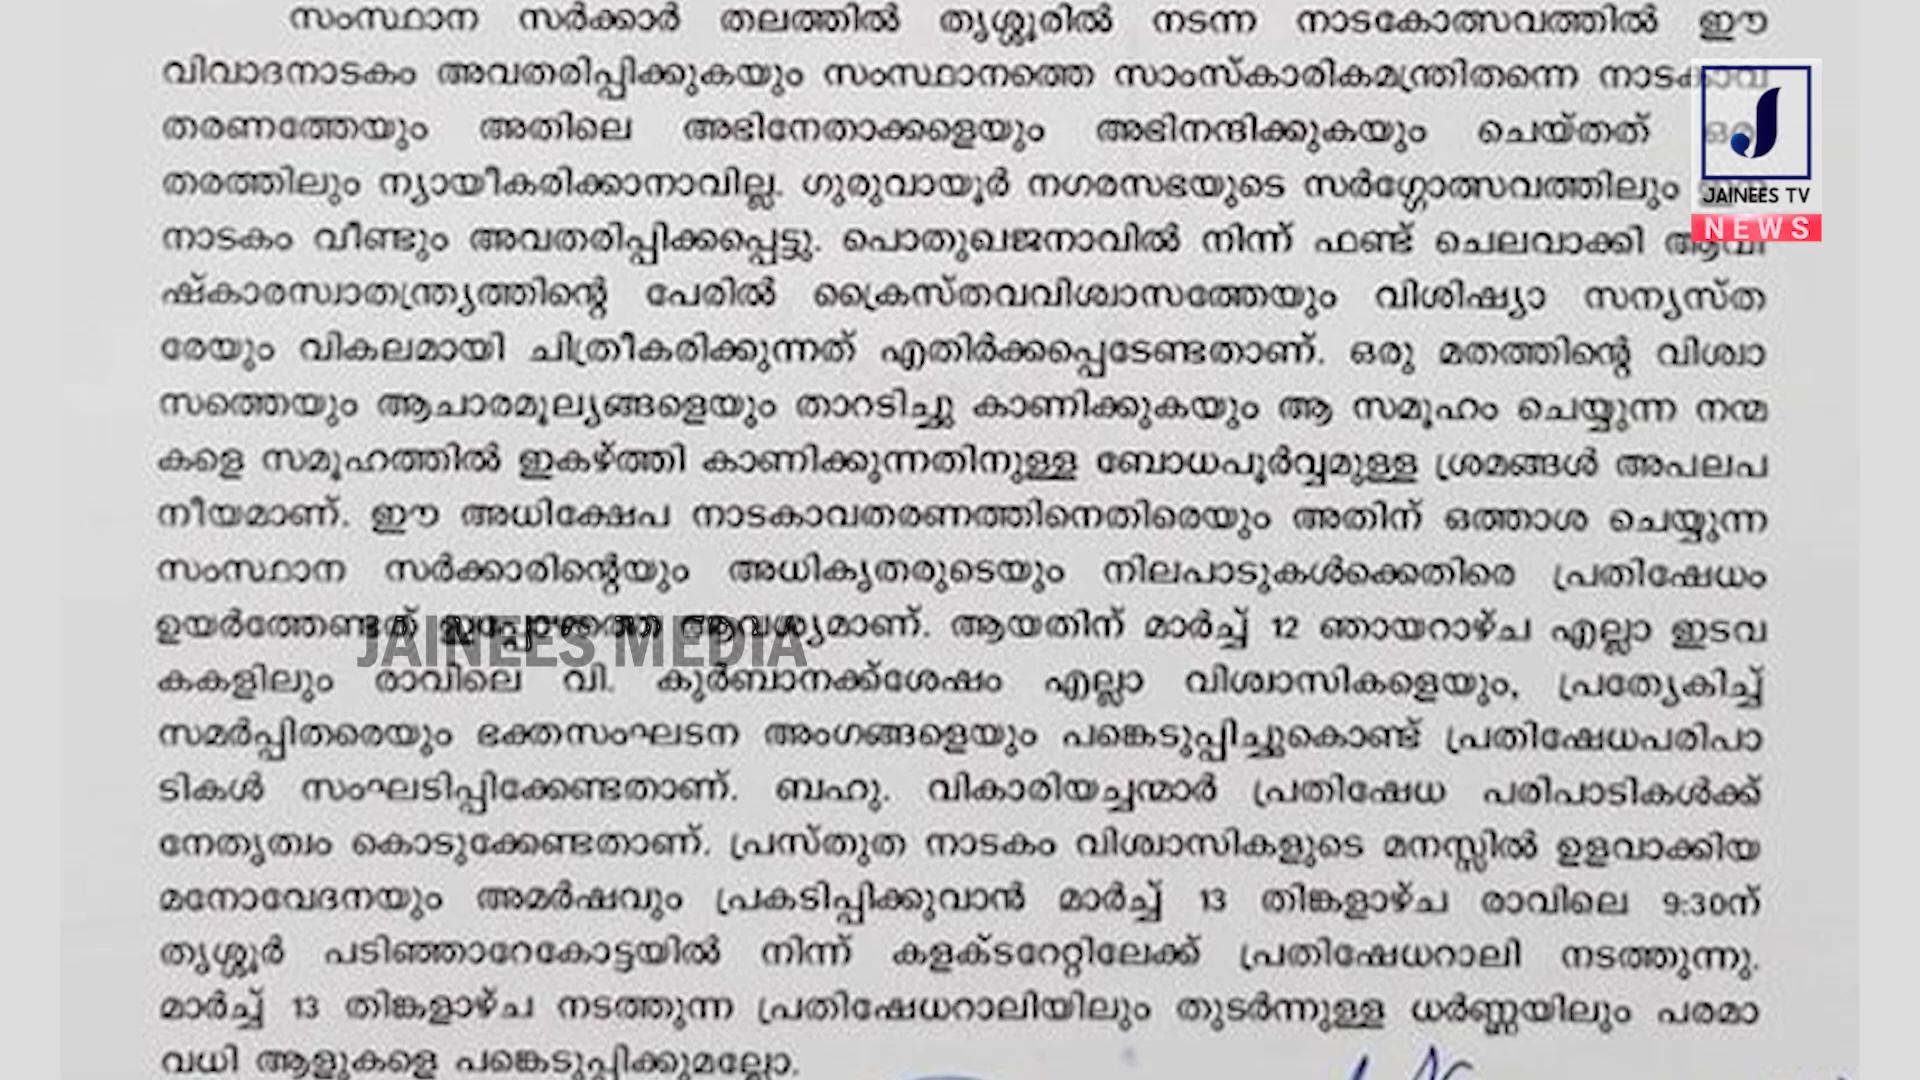 സംസ്ഥാന സർക്കാർ തലത്തിൽ തൃശ്ശൂരിൽ നടന്ന നാടകോത്സവത്തിൽ ഈ
വിവാദനാടകം അവതരിപ്പിക്കുകയും സംസ്ഥാനത്തെ സാംസ്കാരികമന്ത്രിതന്നെ നാടകാവ
തരണത്തേയും അതിലെ അഭിനേതാക്കളെയും അഭിനന്ദിക്കുകയും ചെയ്തത്
തരത്തിലും ന്യായീകരിക്കാനാവില്ല. ഗുരുവായൂർ നഗരസഭയുടെ സർഗ്ഗോത്സവത്തിലും
നാടകം വീണ്ടും അവതരിപ്പിക്കപ്പെട്ടു. പൊതുഖജനാവിൽ നിന്ന് ഫണ്ട് ചെലവാക്കി ആവി
ഷ്കാരസ്വാതന്ത്ര്യത്തിന്റെ പേരിൽ ക്രൈസ്തവവിശ്വാസത്തേയും വിശിഷ്യാ സന്യസ്ത
രേയും വികലമായി ചിത്രീകരിക്കുന്നത് എതിർക്കപ്പെടേണ്ടതാണ്. ഒരു മതത്തിന്റെ വിശ്വാ
സത്തെയും ആചാരമൂല്യങ്ങളെയും താറടിച്ചു കാണിക്കുകയും ആ സമൂഹം ചെയ്യുന്ന നന്മ
കളെ സമൂഹത്തിൽ ഇകഴ്ത്തി കാണിക്കുന്നതിനുള്ള ബോധപൂർവ്വമുള്ള ശ്രമങ്ങൾ അപലപ
നീയമാണ്. ഈ അധിക്ഷേപ നാടകാവതരണത്തിനെതിരെയും അതിന് ഒത്താശ ചെയ്യുന്ന
സംസ്ഥാന സർക്കാരിന്റെയും അധികൃതരുടെയും നിലപാടുകൾക്കെതിരെ പ്രതിഷേധം
ഉയർത്തേണ്ടത് ഇപ്പോഴത്തെ ആവശ്യമാണ്. ആയതിന് മാർച്ച് 12 ഞായറാഴ്ച എല്ലാ ഇടവ
കകളിലും രാവിലെ വി. കുർബാനക്ക്ശേഷം എല്ലാ വിശ്വാസികളെയും, പ്രത്യേകിച്ച്
സമർപ്പിതരെയും ഭക്തസംഘടന അംഗങ്ങളെയും പങ്കെടുപ്പിച്ചുകൊണ്ട് പ്രതിഷേധപരിപാ
ടികൾ സംഘടിപ്പിക്കേണ്ടതാണ്. ബഹു. വികാരിയച്ചന്മാർ പ്രതിഷേധ പരിപാടികൾക്ക്
നേതൃത്വം കൊടുക്കേണ്ടതാണ്. പ്രസ്തുത നാടകം വിശ്വാസികളുടെ മനസ്സിൽ ഉളവാക്കിയ
മനോവേദനയും അമർഷവും പ്രകടിപ്പിക്കുവാൻ മാർച്ച് 13 തിങ്കളാഴ്ച രാവിലെ 9:30ന്
തൃശ്ശൂർ പടിഞ്ഞാറേകോട്ടയിൽ നിന്ന് കളക്ടറേറ്റിലേക്ക് പ്രതിഷേധറാലി നടത്തുന്നു.
മാർച്ച് 13 തിങ്കളാഴ്ച നടത്തുന്ന പ്രതിഷേധറാലിയിലും തുടർന്നുള്ള ധർണ്ണയിലും പരമാ
വധി ആളുകളെ പങ്കെടുപ്പിക്കുമല്ലോ.
J
JAINEES TV
NEWS
JAINEES MEDIA